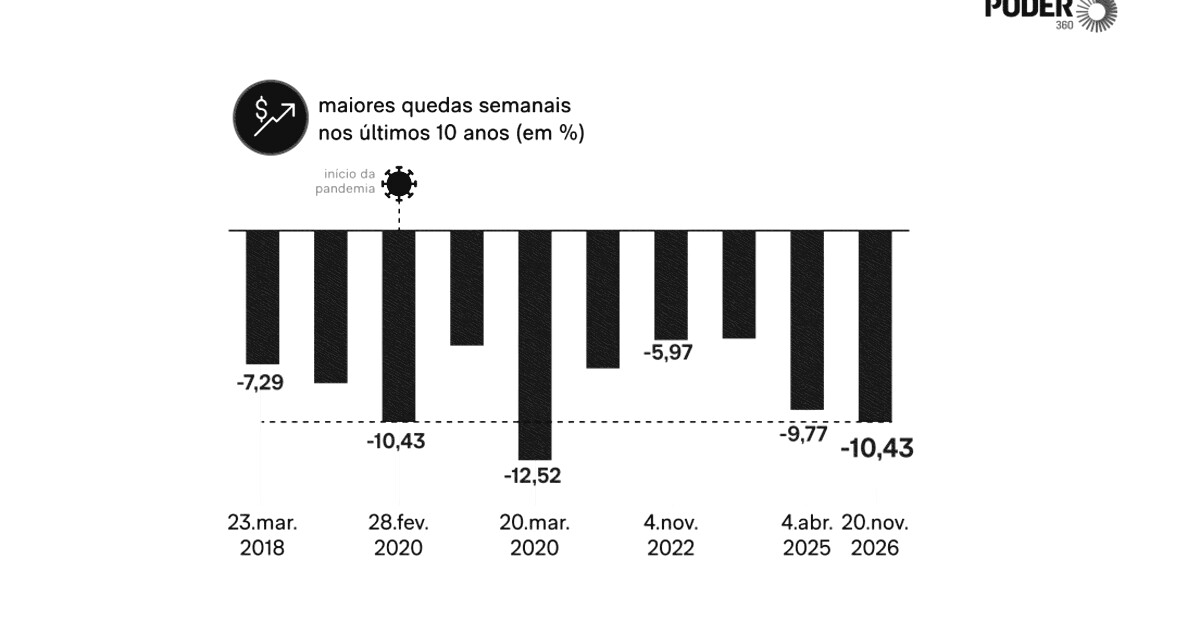 PODER
360
$
maiores quedas semanais
nos últimos 10 anos (em %)
início da
pandemia
-7,29
-10,43
-12,52
-5,97
-9,77
-10,43
23.mar.
2018
28.fev.
2020
20.mar.
2020
4.nov.
2022
4.abr.
2025
20.nov.
2026